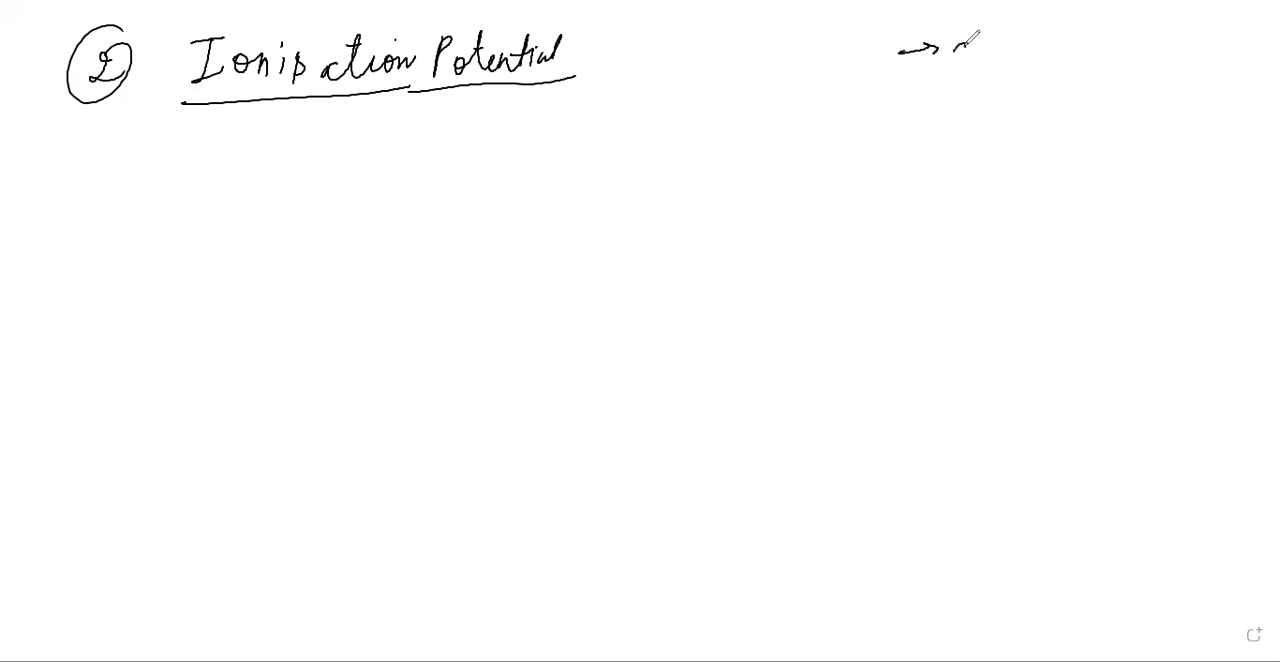 ② Ionisation Potential →